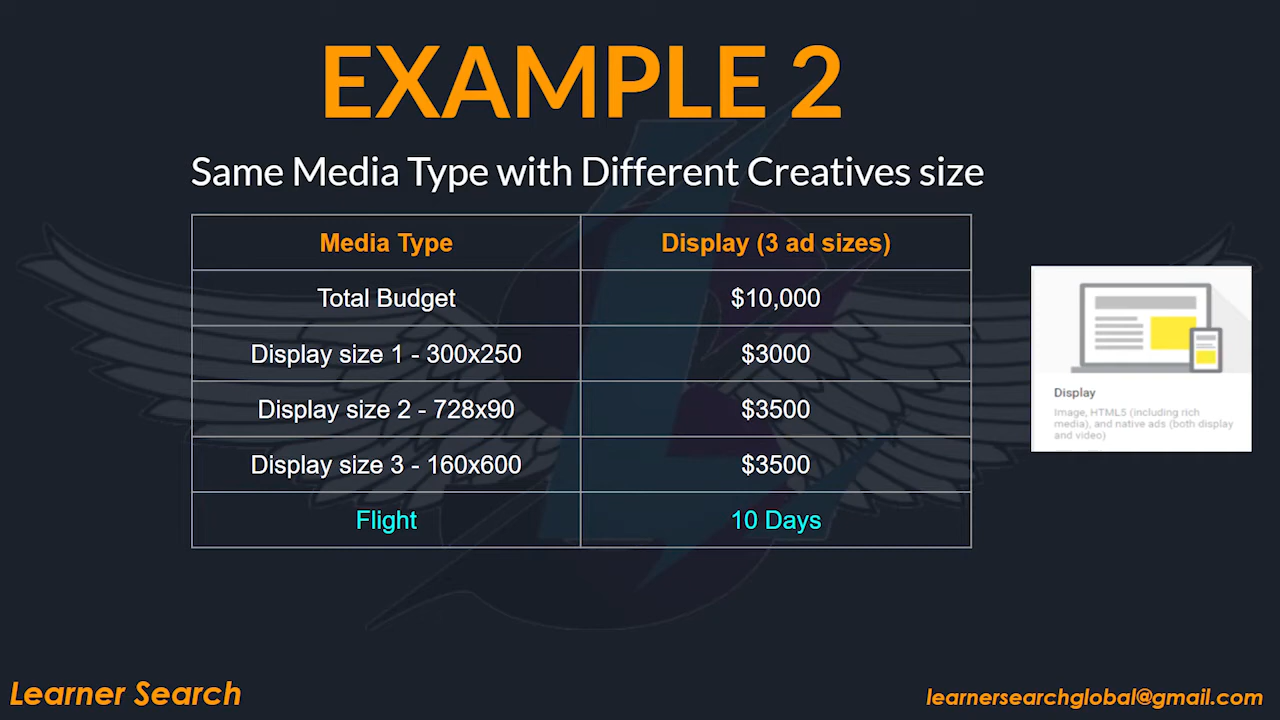 EXAMPLE 2
Same Media Type with Different Creatives size
Media Type Display (3 ad sizes)
Total Budget $10,000
Display size 1 - 300x250 $3000
Display size 2 - 728x90 $3500
Display size 3 - 160x600 $3500
Flight 10 Days
Display
Image, HTML5 (including rich
media), and native ads (both display
and video)
Learner Search
learnersearchglobal@gmail.com